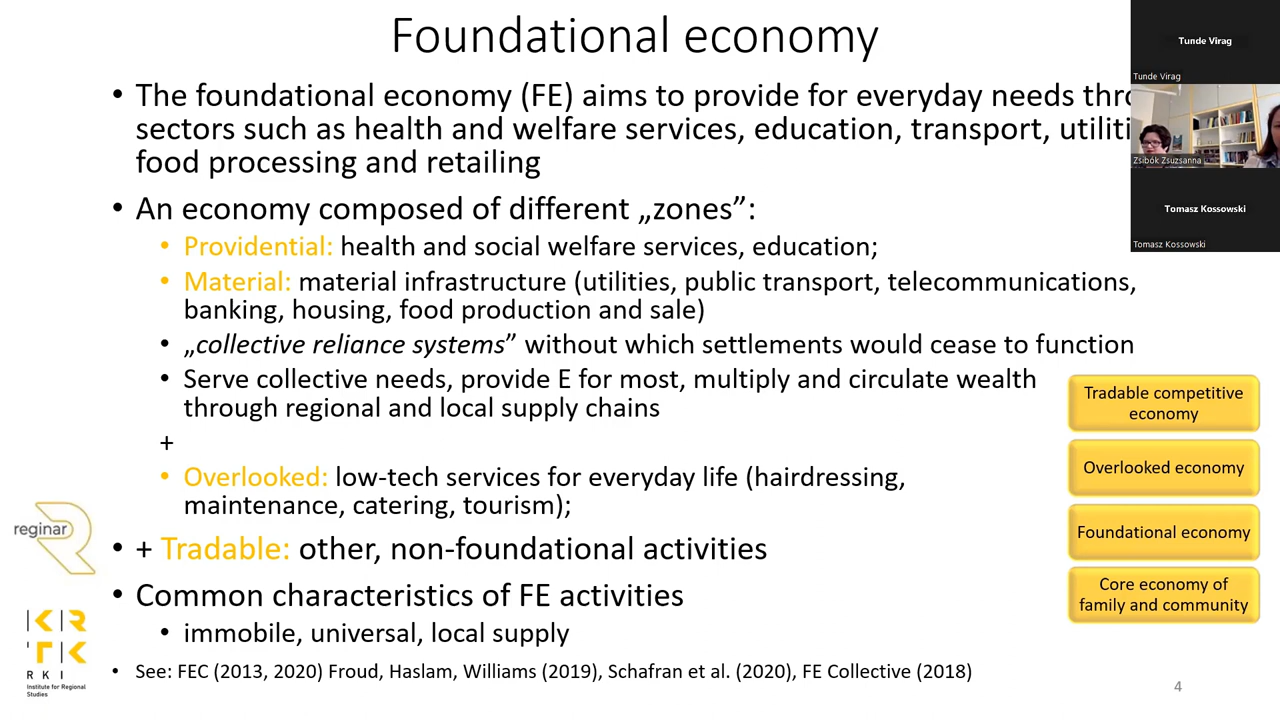 Foundational economy
• The foundational economy (FE) aims to provide for everyday needs thro
sectors such as health and welfare services, education, transport, utiliti
food processing and retailing
• An economy composed of different „zones”:
• Providential: health and social welfare services, education;
• Material: material infrastructure (utilities, public transport, telecommunications,
banking, housing, food production and sale)
• „collective reliance systems” without which settlements would cease to function
• Serve collective needs, provide E for most, multiply and circulate wealth
through regional and local supply chains
+
• Overlooked: low-tech services for everyday life (hairdressing,
maintenance, catering, tourism);
• + Tradable: other, non-foundational activities
• Common characteristics of FE activities
• immobile, universal, local supply
• See: FEC (2013, 2020) Froud, Haslam, Williams (2019), Schafran et al. (2020), FE Collective (2018)
Tradable competitive
economy
Overlooked economy
Foundational economy
Core economy of
family and community
reginar
KR
TK
RKI
Institute for Regional
Studies
4
Tunde Virag
Tunde Virag
Zsibók Zsuzsanna
Tomasz Kossowski
Tomasz Kossowski